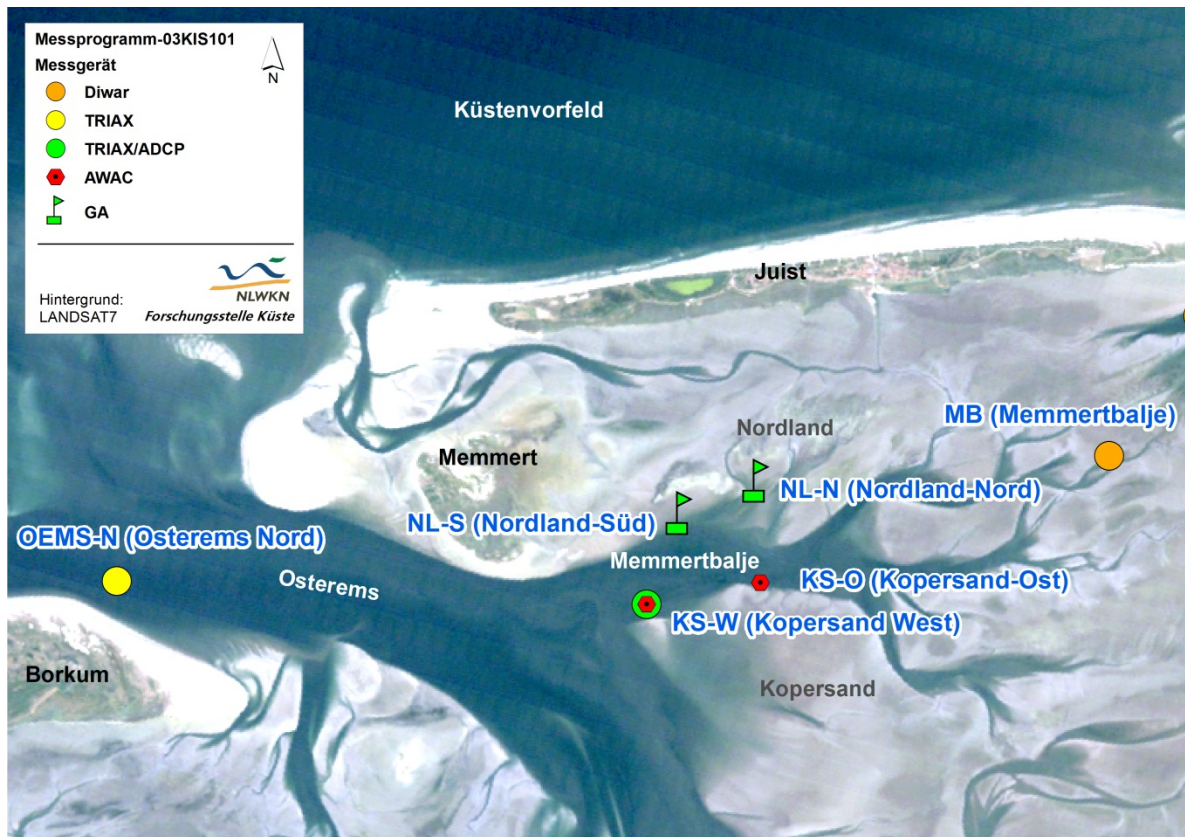 Messprogramm-03KIS101
Messgerät
N
Diwar
TRIAX
TRIAX/ADCP
AWAC
GA
Hintergrund:
LANDSAT7
NLWKN
Forschungsstelle Küste
Küstenvorfeld
Juist
MB (Memmertbalje)
Nordland
Memmert
NL-N (Nordland-Nord)
NL-S (Nordland-Süd)
OEMS-N (Osterems Nord)
Memmertbalje
Osterems
KS-O (Kopersand-Ost)
KS-W (Kopersand West)
Borkum
Kopersand